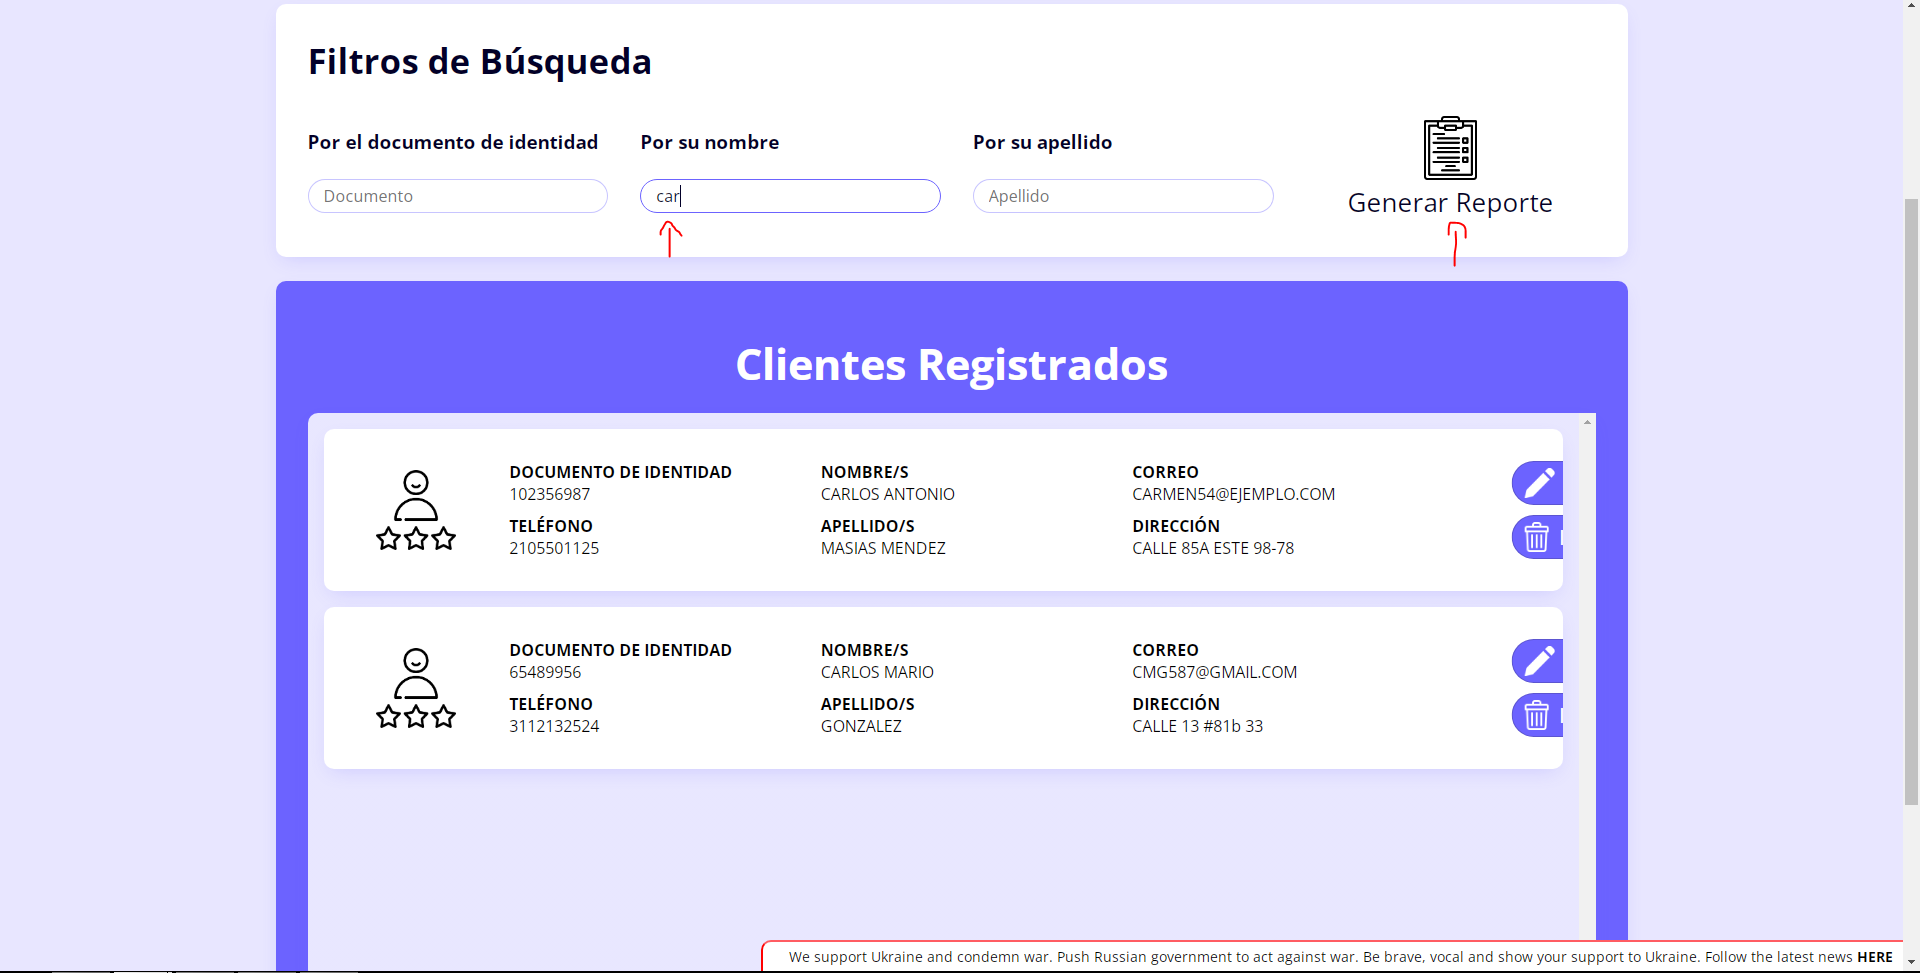 Filtros de Búsqueda
Por el documento de identidad
Por su nombre
Por su apellido
Documento
car
Apellido
Generar Reporte
Clientes Registrados
DOCUMENTO DE IDENTIDAD
102356987
NOMBRE/S
CARLOS ANTONIO
CORREO
CARMEN54@EJEMPLO.COM
TELÉFONO
2105501125
APELLIDO/S
MASIAS MENDEZ
DIRECCIÓN
CALLE 85A ESTE 98-78
DOCUMENTO DE IDENTIDAD
65489956
NOMBRE/S
CARLOS MARIO
CORREO
CMG587@GMAIL.COM
TELÉFONO
3112132524
APELLIDO/S
GONZALEZ
DIRECCIÓN
CALLE 13 #81b 33
We support Ukraine and condemn war. Push Russian government to act against war. Be brave, vocal and show your support to Ukraine. Follow the latest news HERE